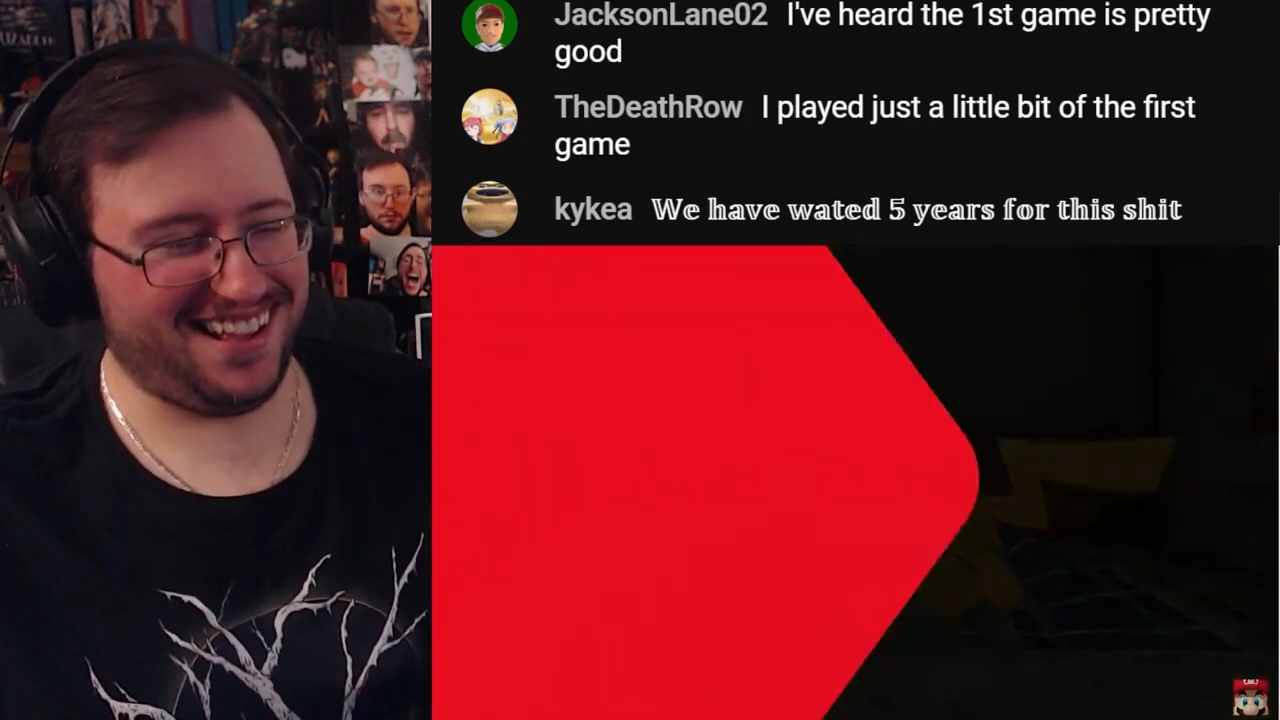 JacksonLane02 I've heard the 1st game is pretty
good
TheDeathRow I played just a little bit of the first
game
kykea 𝕎𝕖 𝕙𝕒𝕧𝕖 𝕨𝕒𝕥𝕖𝕕 𝟝 𝕪𝕖𝕒𝕣𝕤 𝕗𝕠𝕣 𝕥𝕙𝕚𝕤 𝕤𝕙𝕚𝕥